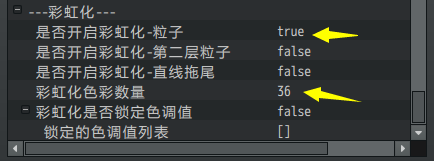 ---彩虹化---
是否开启彩虹化-粒子 true
是否开启彩虹化-第二层粒子 false
是否开启彩虹化-直线拖尾 false
彩虹化色彩数量 36
彩虹化是否锁定色调值 false
锁定的色调值列表 []